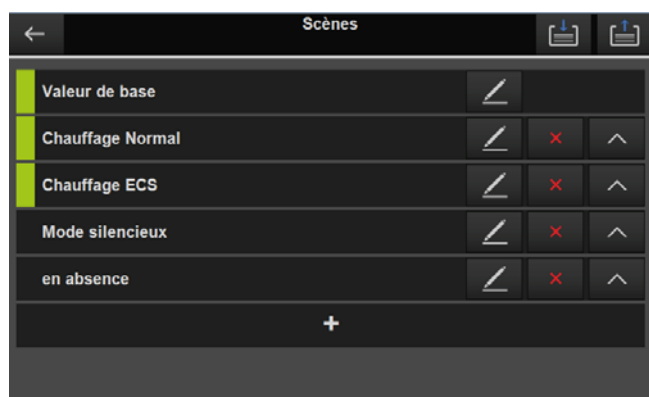 Scènes
Valeur de base
Chauffage Normal
Chauffage ECS
Mode silencieux
en absence
+